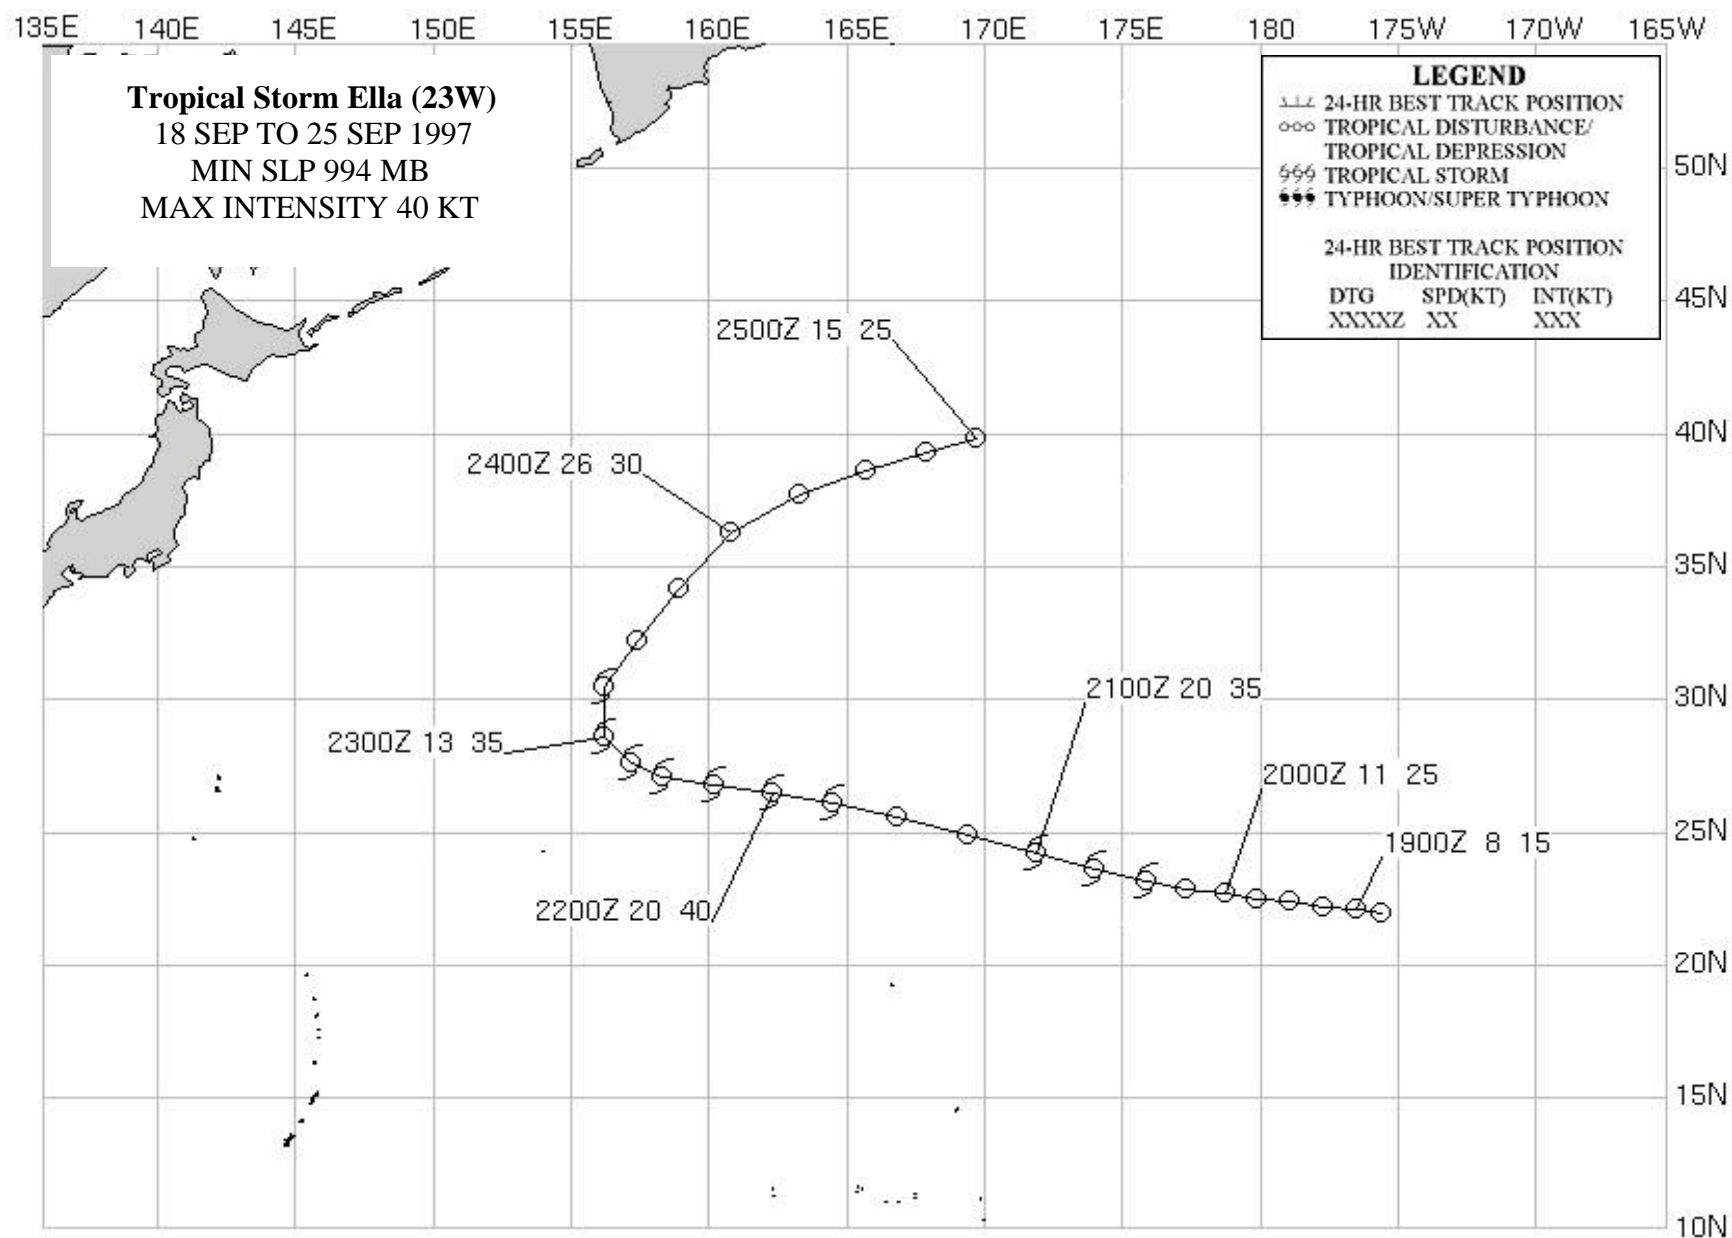 135E 140E 145E 150E 155E 160E 165E 170E 175E 180 175W 170W 165W
Tropical Storm Ella (23W)
18 SEP TO 25 SEP 1997
MIN SLP 994 MB
MAX INTENSITY 40 KT
LEGEND
24-HR BEST TRACK POSITION
TROPICAL DISTURBANCE/
TROPICAL DEPRESSION
TROPICAL STORM
TYPHOON/SUPER TYPHOON
24-HR BEST TRACK POSITION
IDENTIFICATION
DTG SPD(KT) INT(KT)
XXXXZ XX XXX
50N
45N
2500Z 15 25
40N
2400Z 26 30
35N
2100Z 20 35
30N
2300Z 13 35
2000Z 11 25
25N
1900Z 8 15
2200Z 20 40
20N
15N
10N